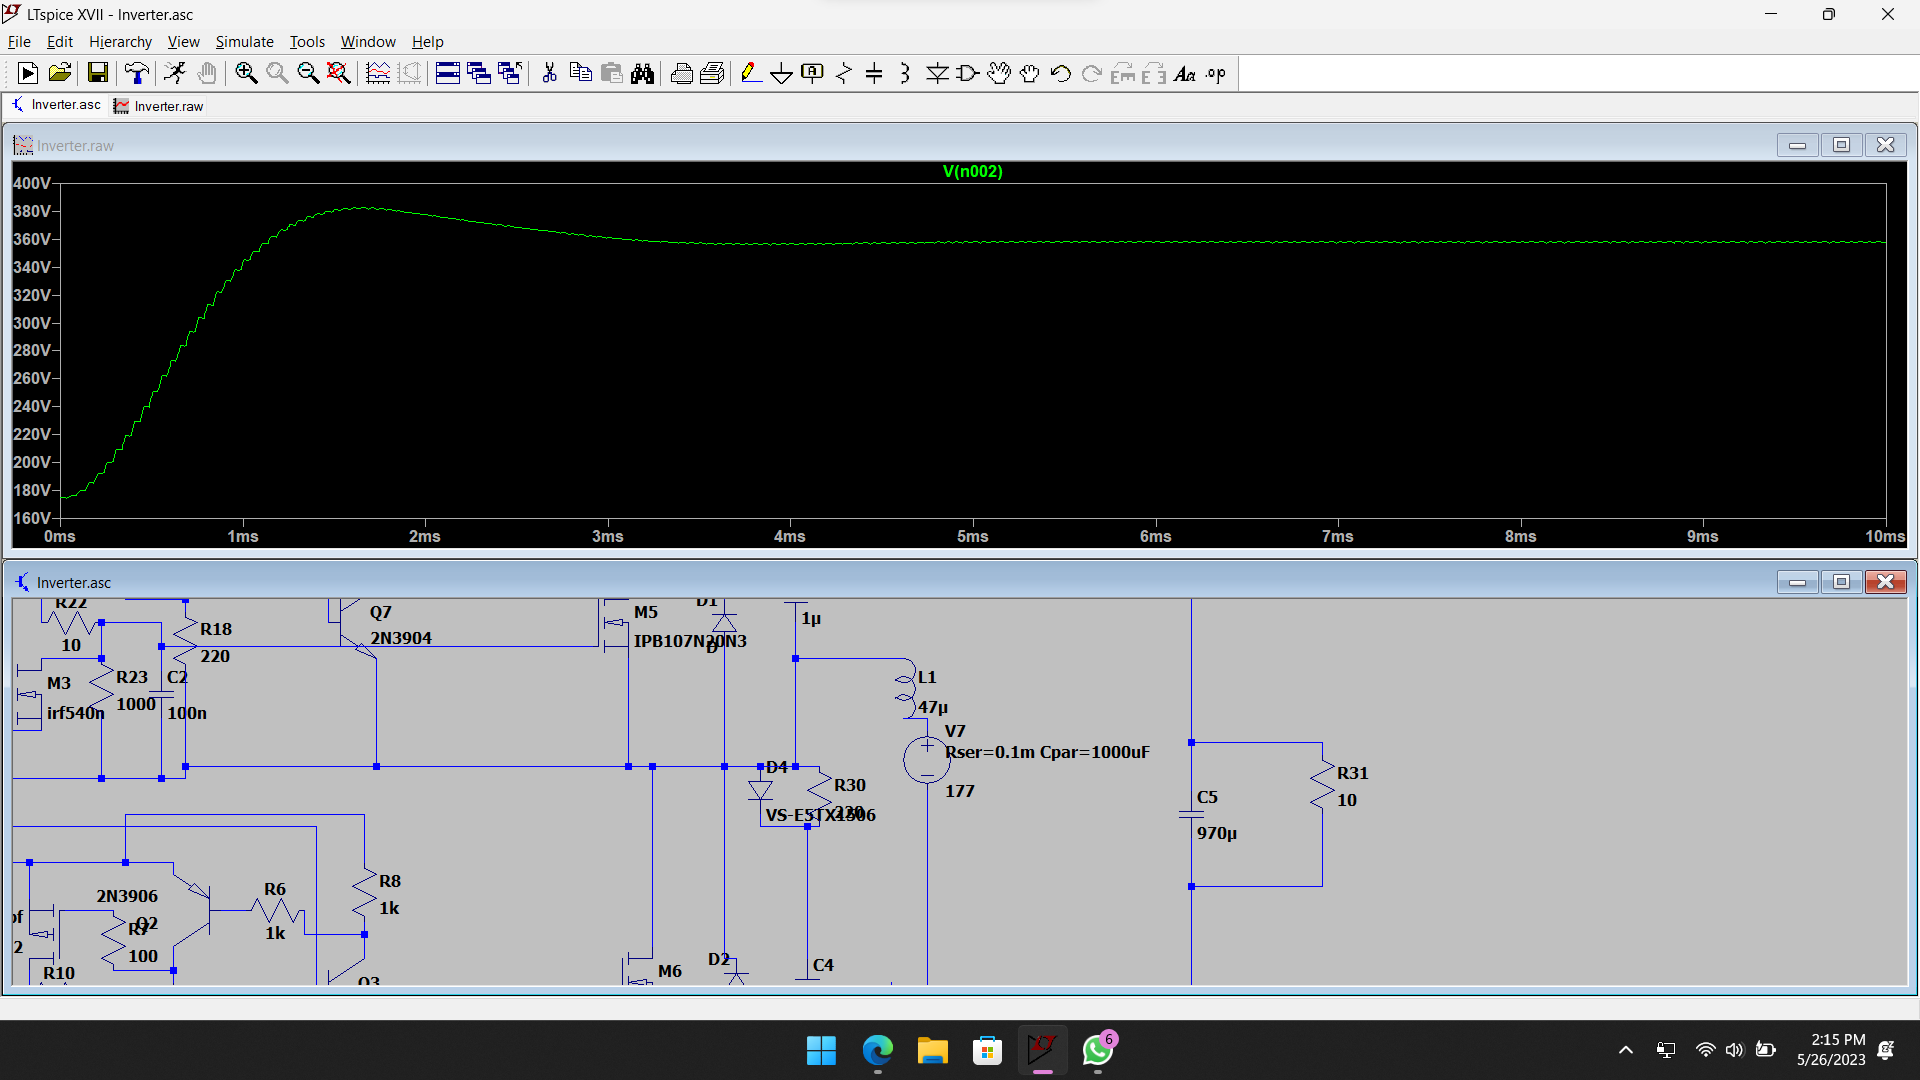 LTspice XVII - Inverter.asc
File Edit Hierarchy View Simulate Tools Window Help
.op
Inverter.asc Inverter.raw
Inverter.raw
V(n002)
400V
380V
360V
340V
320V
300V
280V
260V
240V
220V
200V
180V
160V
0ms 1ms 2ms 3ms 4ms 5ms 6ms 7ms 8ms 9ms 10ms
Inverter.asc
R22
10
R18
220
Q7
2N3904
M5
IPB107N20N3
D1
D
1µ
M3
irf540n
R23
1000
C2
100n
L1
47µ
V7
Rser=0.1m Cpar=1000uF
177
D4
VS-E5TX1506
R30
220
C5
970µ
R31
10
2N3906
Q2
R7
100
R6
1k
R8
1k
pf
2
R10
Q3
M6
D2
C4
6
2:15 PM
5/26/2023